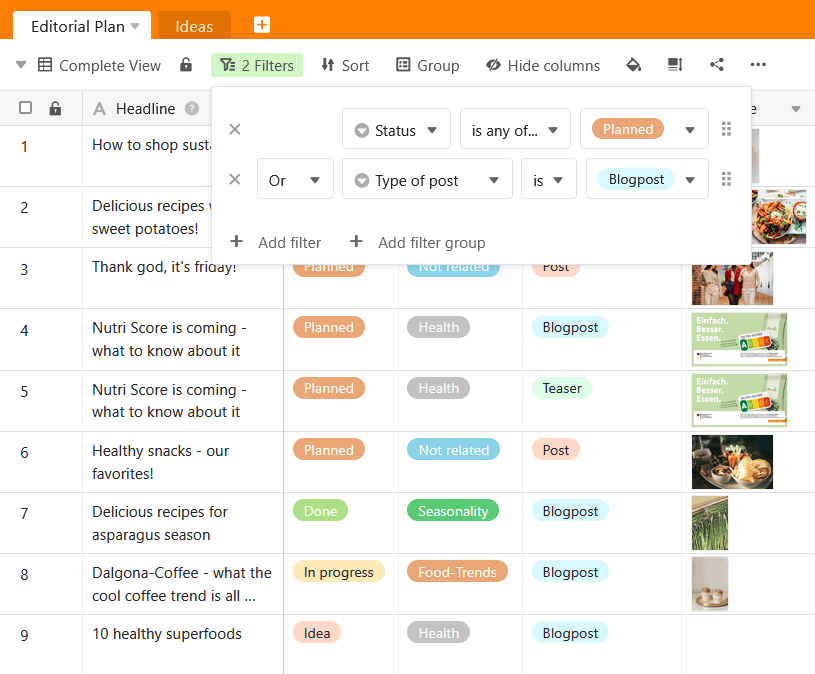 Editorial Plan
Ideas
Complete View
2 Filters
Sort
Group
Hide columns
A Headline ?
Status
is any of...
Planned
Or
Type of post
is
Blogpost
Add filter
Add filter group
1
How to shop susta
2
Delicious recipes
sweet potatoes!
3
Thank god, it's friday!
Planned
Not related
Post
4
Nutri Score is coming -
what to know about it
Planned
Health
Blogpost
Einfach.
Besser.
Essen.
5
Nutri Score is coming -
what to know about it
Planned
Health
Teaser
Einfach.
Besser.
Essen.
6
Healthy snacks - our
favorites!
Planned
Not related
Post
7
Delicious recipes for
asparagus season
Done
Seasonality
Blogpost
8
Dalgona-Coffee - what the
cool coffee trend is all ...
In progress
Food-Trends
Blogpost
9
10 healthy superfoods
Idea
Health
Blogpost